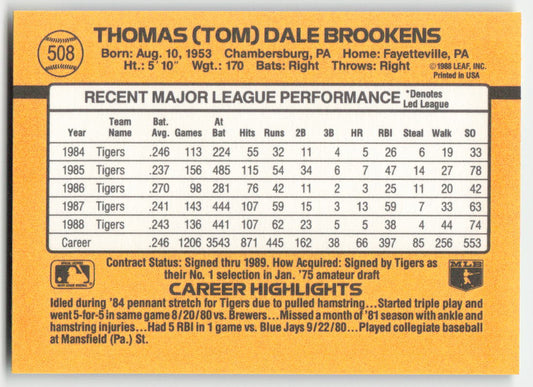 508
THOMAS (TOM) DALE BROOKENS
Born: Aug. 10, 1953 Chambersburg, PA Home: Fayetteville, PA
Ht.: 5' 10" Wgt.: 170 Bats: Right Throws: Right
©1988 LEAF, INC.
Printed in USA
RECENT MAJOR LEAGUE PERFORMANCE *Denotes Led League
Year Team Name Bat. Avg. Games At Bat Hits Runs 2B 3B HR RBI Steal Walk SO
1984 Tigers .246 113 224 55 32 11 4 5 26 6 19 33
1985 Tigers .237 156 485 115 54 34 6 7 47 14 27 78
1986 Tigers .270 98 281 76 42 11 2 3 25 11 20 42
1987 Tigers .241 143 444 107 59 15 3 13 59 7 33 63
1988 Tigers .243 136 441 107 62 23 5 5 38 4 44 74
Career .246 1206 3543 871 445 162 38 66 397 85 256 553
Contract Status: Signed thru 1989. How Acquired: Signed by Tigers as
their No. 1 selection in Jan. '75 amateur draft
MLB
CAREER HIGHLIGHTS
Idled during '84 pennant stretch for Tigers due to pulled hamstring...Started triple play and
went 5-for-5 in same game 8/20/80 vs. Brewers...Missed a month of '81 season with ankle and
hamstring injuries...Had 5 RBI in 1 game vs. Blue Jays 9/22/80...Played collegiate baseball
at Mansfield (Pa.) St.